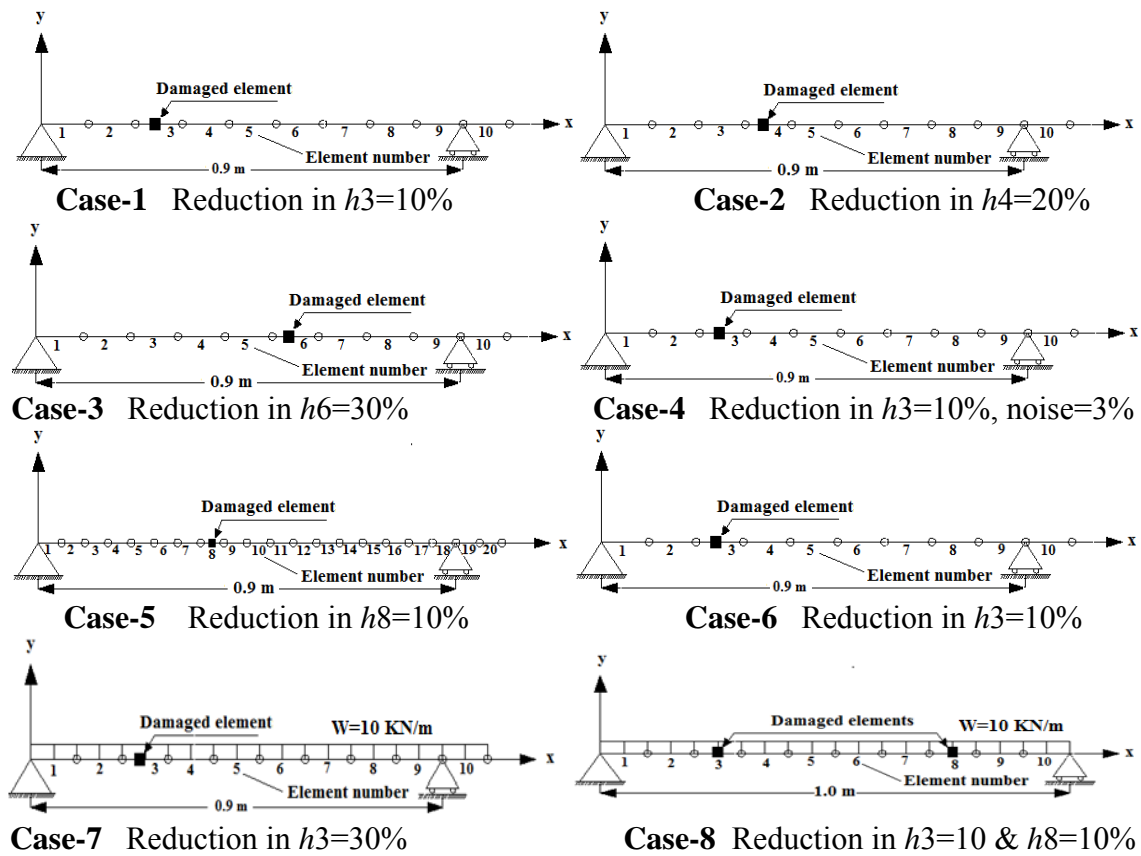 y
Damaged element
1 2 3 4 5 6 7 8 9 10 x
Element number
0.9 m
Case-1 Reduction in h3=10%
y
Damaged element
1 2 3 4 5 6 7 8 9 10 x
Element number
0.9 m
Case-2 Reduction in h4=20%
y
Damaged element
1 2 3 4 5 6 7 8 9 10 x
Element number
0.9 m
Case-3 Reduction in h6=30%
y
Damaged element
1 2 3 4 5 6 7 8 9 10 x
Element number
0.9 m
Case-4 Reduction in h3=10%, noise=3%
y
Damaged element
1 2 3 4 5 6 7 8 9 10 11 12 13 14 15 16 17 18 19 20 x
Element number
0.9 m
Case-5 Reduction in h8=10%
y
Damaged element
1 2 3 4 5 6 7 8 9 10 x
Element number
0.9 m
Case-6 Reduction in h3=10%
y
Damaged element W=10 KN/m
1 2 3 4 5 6 7 8 9 10 x
Element number
0.9 m
Case-7 Reduction in h3=30%
y
Damaged elements W=10 KN/m
1 2 3 4 5 6 7 8 9 10 x
Element number
1.0 m
Case-8 Reduction in h3=10 & h8=10%